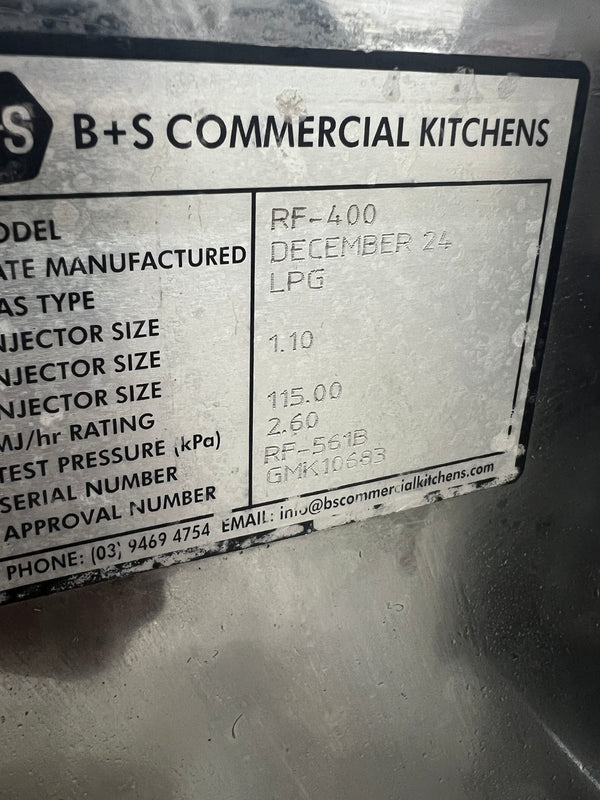 S B+S COMMERCIAL KITCHENS
ODEL RF-400
ATE MANUFACTURED DECEMBER 24
AS TYPE LPG
NJECTOR SIZE
NJECTOR SIZE 1.10
NJECTOR SIZE
MJ/hr RATING 115.00
TEST PRESSURE (kPa) 2.60
SERIAL NUMBER RF-561B
APPROVAL NUMBER GMK10683
PHONE: (03) 9469 4754 EMAIL: info@bscommercialkitchens.com